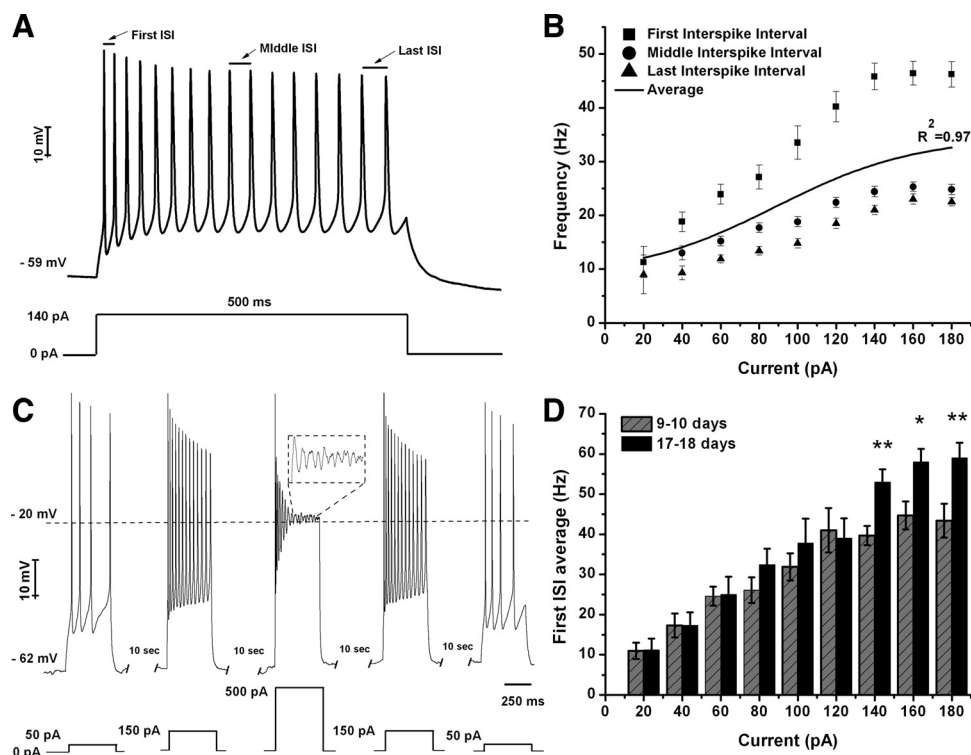 A
First ISI
MIddle ISI
Last ISI
10 mV
- 59 mV
500 ms
140 pA
0 pA
B
First Interspike Interval
Middle Interspike Interval
Last Interspike Interval
Average
R²=0.97
50
40
30
20
10
0
Frequency (Hz)
0 20 40 60 80 100 120 140 160 180
Current (pA)
C
- 20 mV
10 mV
- 62 mV
10 sec 10 sec 10 sec 10 sec
250 ms
500 pA
50 pA 150 pA 150 pA 50 pA
0 pA
D
9-10 days
17-18 days
** * **
70
60
50
40
30
20
10
0
First ISI average (Hz)
0 20 40 60 80 100 120 140 160 180
Current (pA)